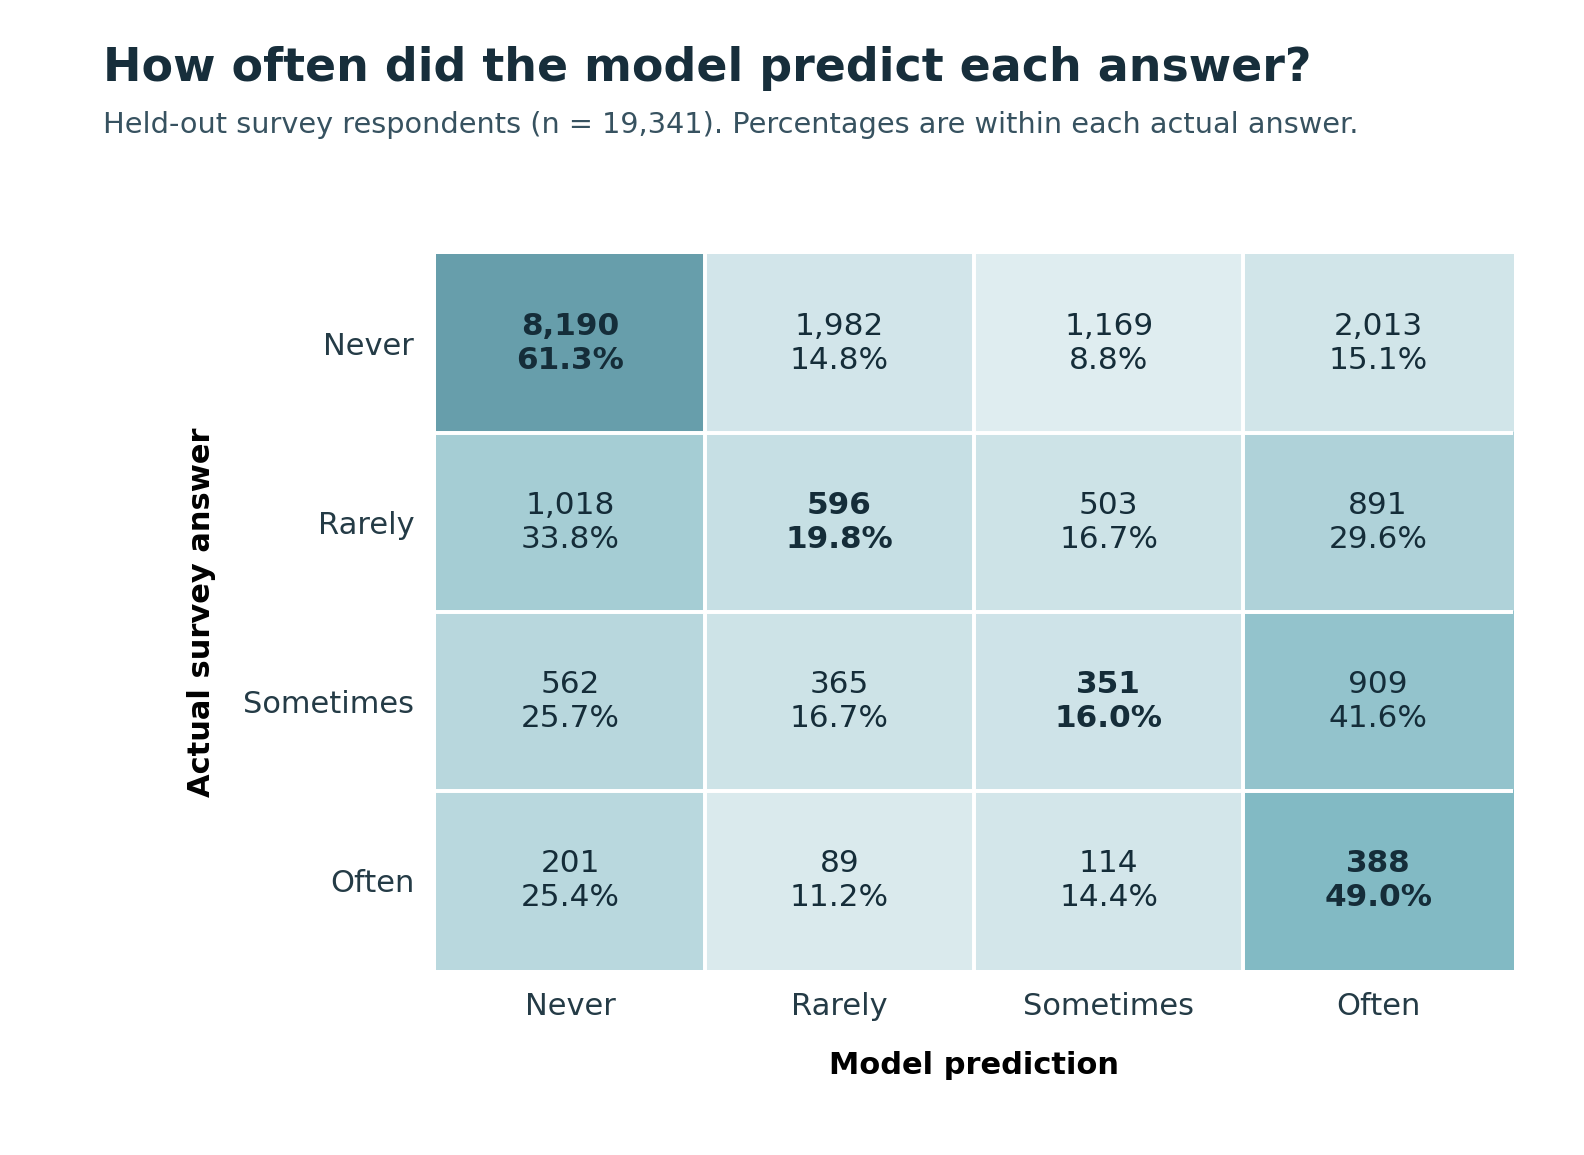 How often did the model predict each answer?
Held-out survey respondents (n = 19,341). Percentages are within each actual answer.
Actual survey answer
Never
8,190
61.3%
1,982
14.8%
1,169
8.8%
2,013
15.1%
Rarely
1,018
33.8%
596
19.8%
503
16.7%
891
29.6%
Sometimes
562
25.7%
365
16.7%
351
16.0%
909
41.6%
Often
201
25.4%
89
11.2%
114
14.4%
388
49.0%
Never
Rarely
Sometimes
Often
Model prediction